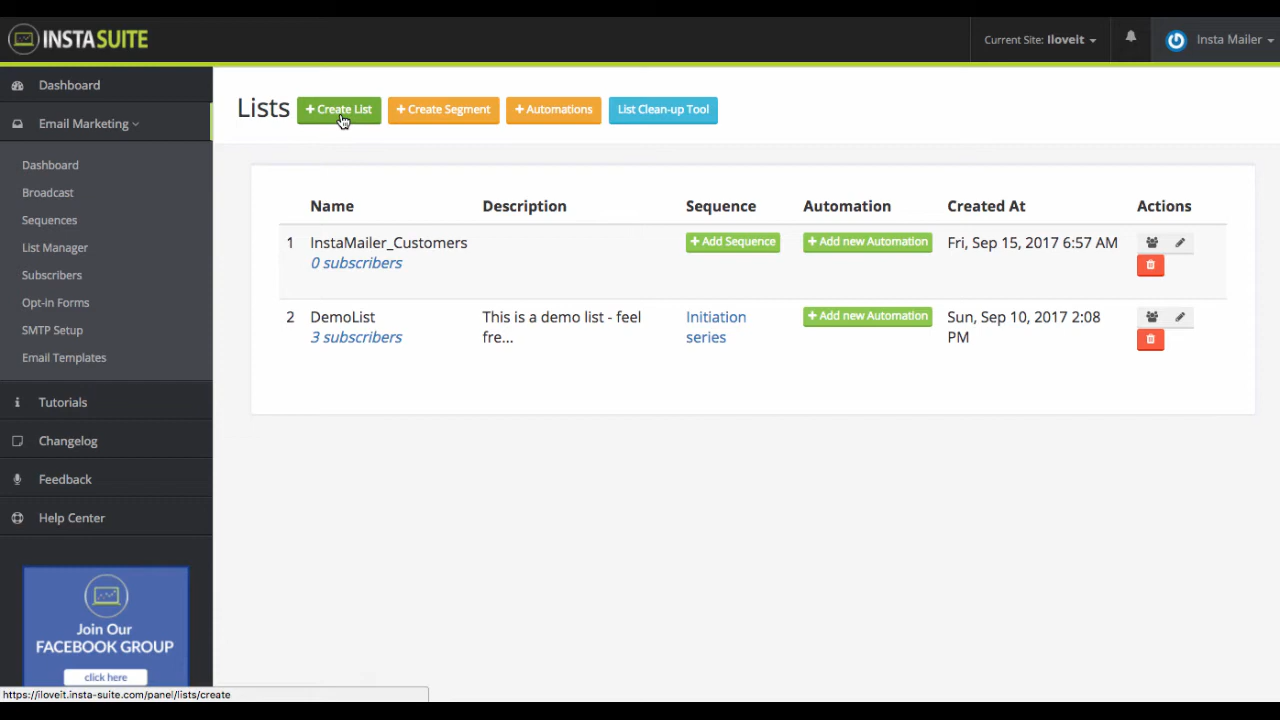 INSTASUITE
Current Site: Iloveit
Insta Mailer
Dashboard
Email Marketing
Dashboard
Broadcast
Sequences
List Manager
Subscribers
Opt-in Forms
SMTP Setup
Email Templates
Tutorials
Changelog
Feedback
Help Center
Join Our
FACEBOOK GROUP
click here
Lists
+ Create List
+ Create Segment
+ Automations
List Clean-up Tool
Name Description Sequence Automation Created At Actions
1 InstaMailer_Customers + Add Sequence + Add new Automation Fri, Sep 15, 2017 6:57 AM
0 subscribers
2 DemoList This is a demo list - feel Initiation + Add new Automation Sun, Sep 10, 2017 2:08
3 subscribers fre... series PM
https://iloveit.insta-suite.com/panel/lists/create